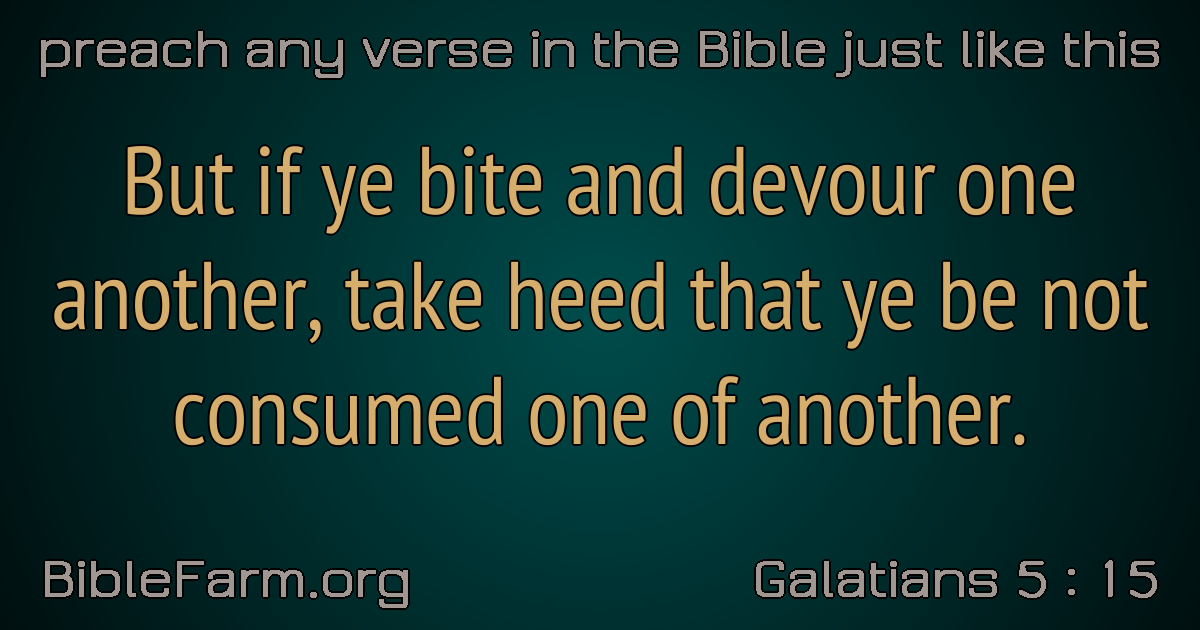 preach any verse in the Bible just like this
But if ye bite and devour one
another, take heed that ye be not
consumed one of another.
BibleFarm.org
Galatians 5 : 15